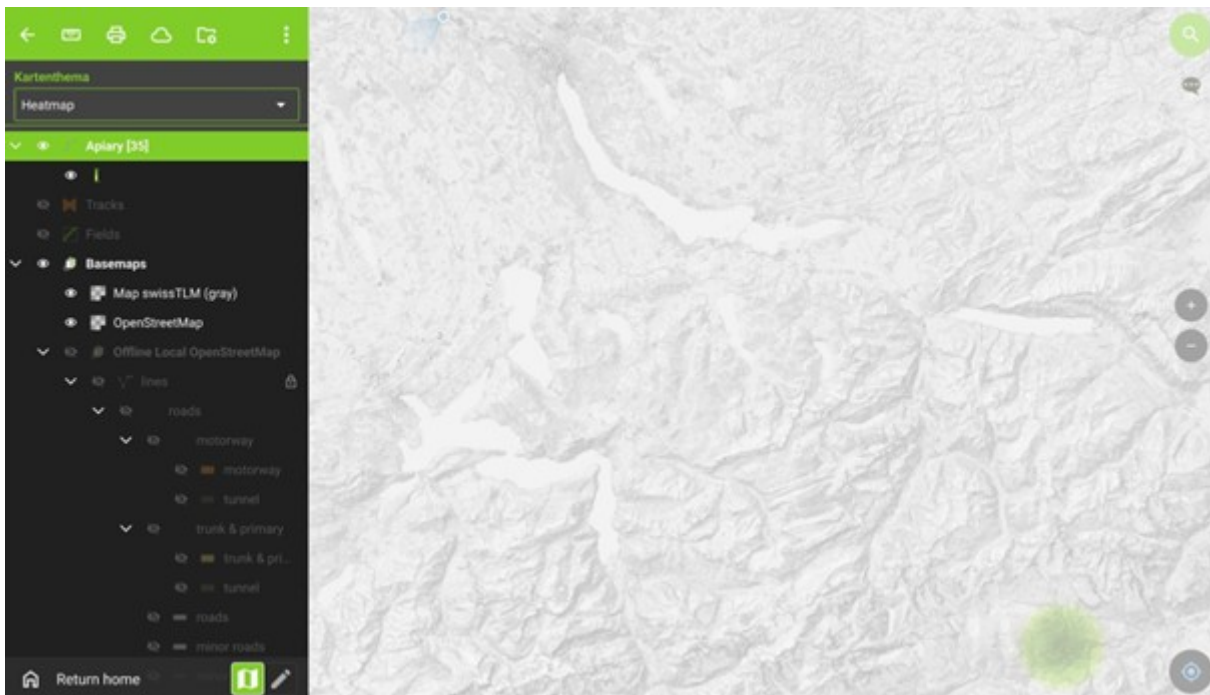 Kartenthema
Heatmap
Apiary [35]
Tracks
Fields
Basemaps
Map swissTLM (gray)
OpenStreetMap
Offline Local OpenStreetMap
lines
roads
motorway
motorway
tunnel
trunk & primary
trunk & pri...
tunnel
roads
minor roads
Return home